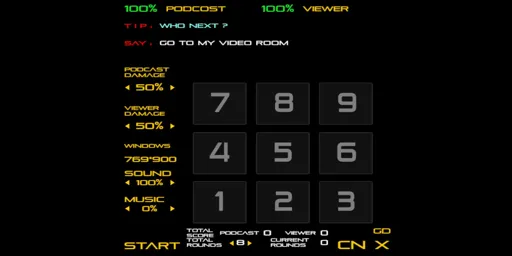 100% PODCOST 100% VIEWER
TIP: WHO NEXT ?
SAY: GO TO MY VIDEO ROOM
PODCAST DAMAGE
50%
VIEWER DAMAGE
50%
WINDOWS
769*900
SOUND
100%
MUSIC
0%
7 8 9
4 5 6
1 2 3
START
TOTAL SCORE PODCAST 0 VIEWER 0
TOTAL ROUNDS 8 CURRENT ROUNDS 0
GD
CN X